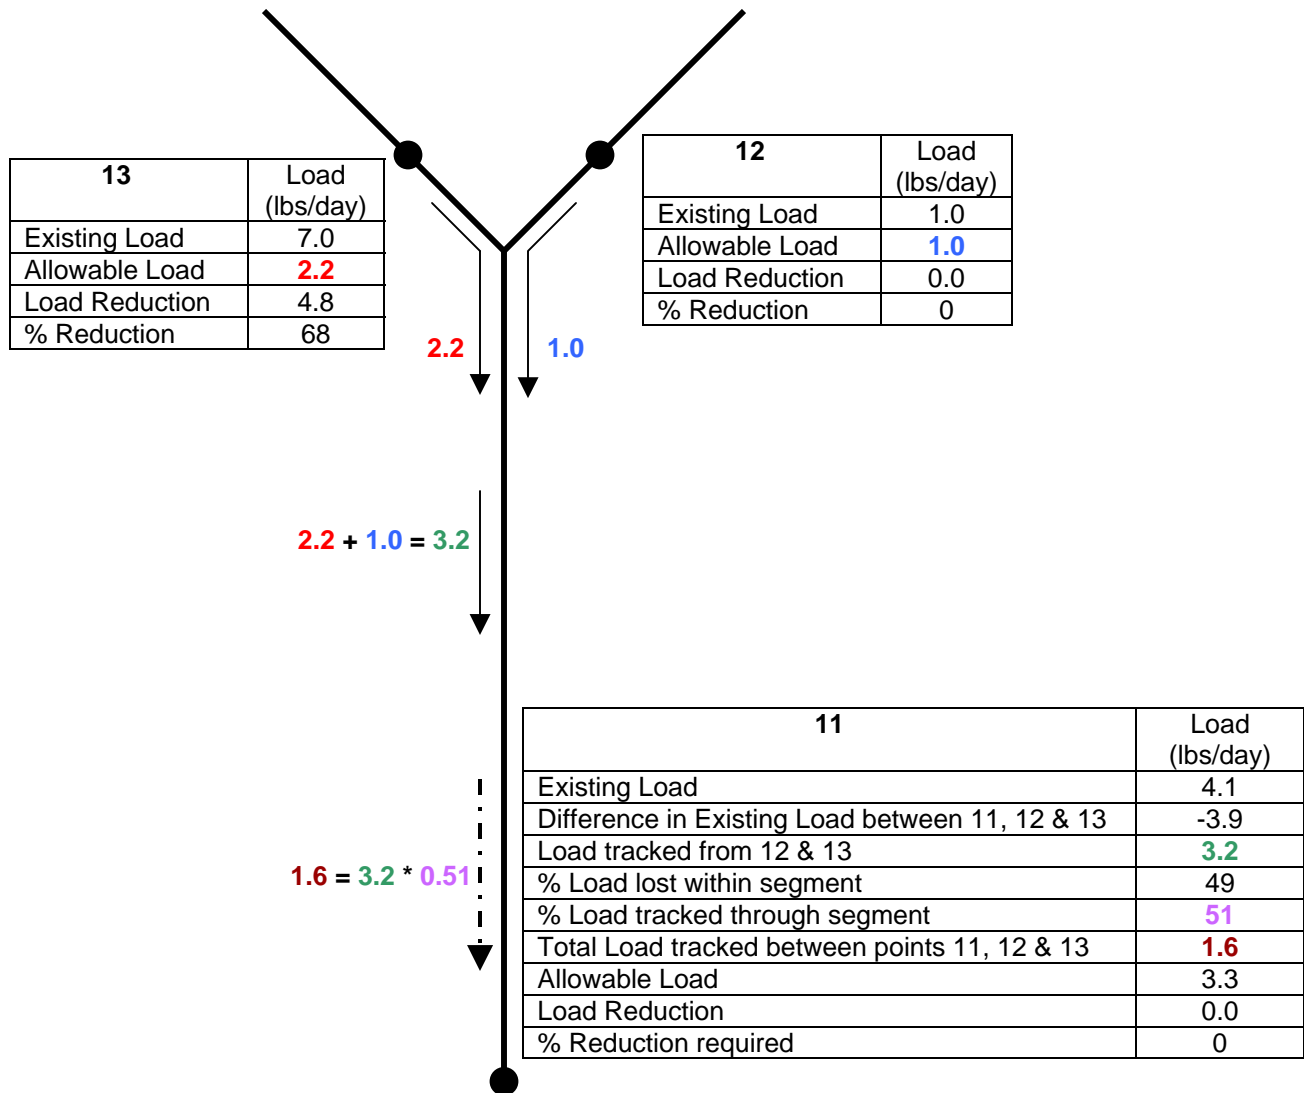 13 Load
(lbs/day)
Existing Load 7.0
Allowable Load 2.2
Load Reduction 4.8
% Reduction 68
12 Load
(lbs/day)
Existing Load 1.0
Allowable Load 1.0
Load Reduction 0.0
% Reduction 0
2.2 1.0
2.2 + 1.0 = 3.2
1.6 = 3.2 * 0.51
11 Load
(lbs/day)
Existing Load 4.1
Difference in Existing Load between 11, 12 & 13 -3.9
Load tracked from 12 & 13 3.2
% Load lost within segment 49
% Load tracked through segment 51
Total Load tracked between points 11, 12 & 13 1.6
Allowable Load 3.3
Load Reduction 0.0
% Reduction required 0